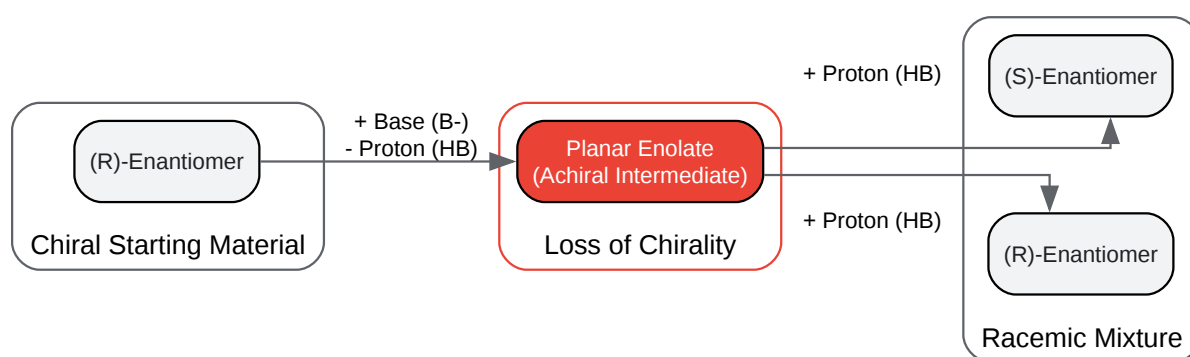 (R)-Enantiomer
Chiral Starting Material
+ Base (B-)
- Proton (HB)
Planar Enolate
(Achiral Intermediate)
Loss of Chirality
+ Proton (HB)
+ Proton (HB)
(S)-Enantiomer
(R)-Enantiomer
Racemic Mixture